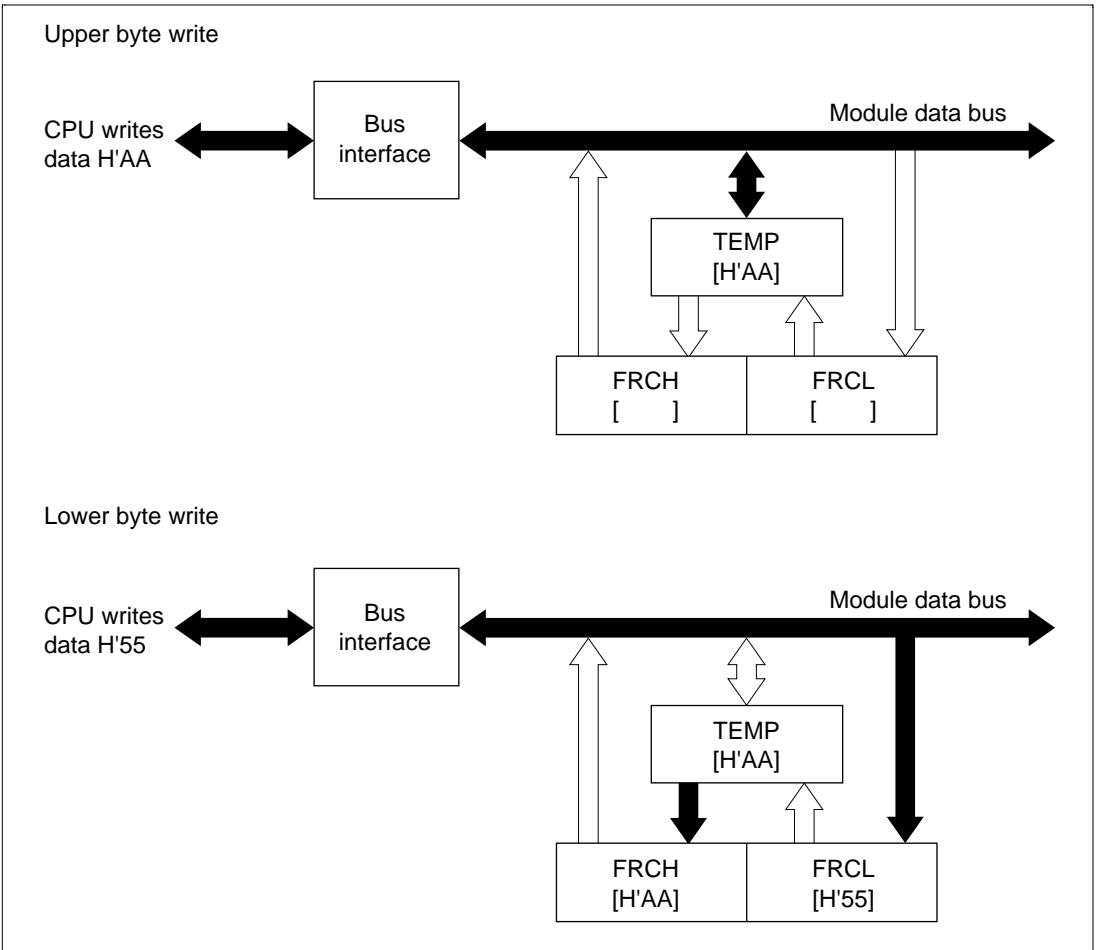 Upper byte write
CPU writes
data H'AA
Bus
interface
Module data bus
TEMP
[H'AA]
FRCH
[ ]
FRCL
[ ]
Lower byte write
CPU writes
data H'55
Bus
interface
Module data bus
TEMP
[H'AA]
FRCH
[H'AA]
FRCL
[H'55]